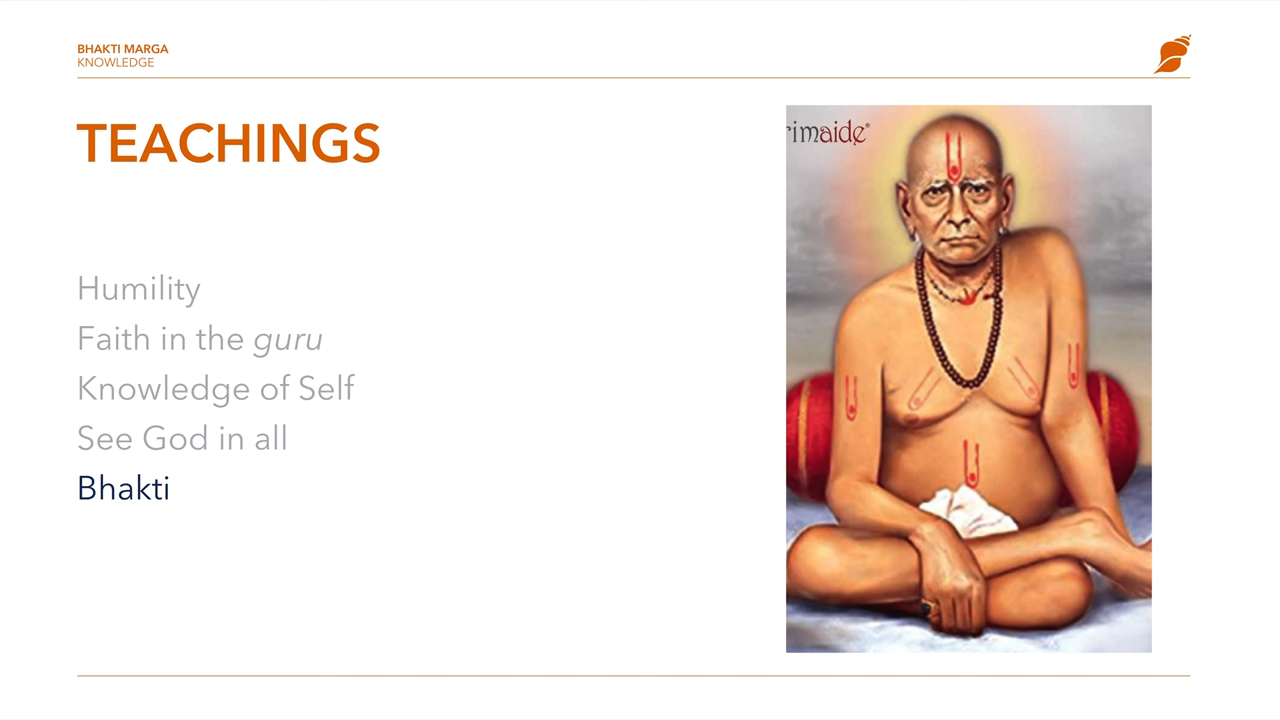 BHAKTI MARGA
KNOWLEDGE
TEACHINGS
rimaide®
Humility
Faith in the guru
Knowledge of Self
See God in all
Bhakti